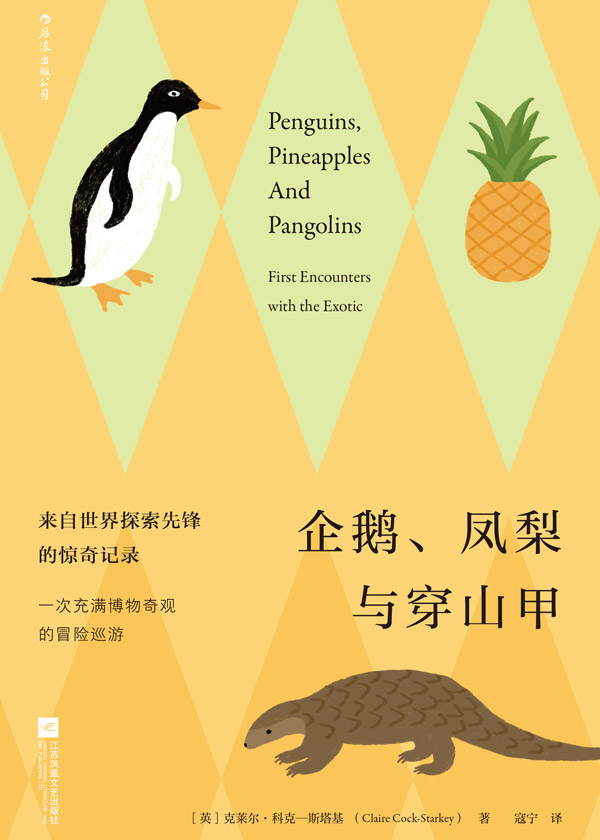 后浪出版公司
Penguins,
Pineapples
And
Pangolins
First Encounters
with the Exotic
来自世界探索先锋
的惊奇记录
一次充满博物奇观
的冒险巡游
企鹅、凤梨
与穿山甲
江苏凤凰文艺出版社
[英]克莱尔·科克—斯塔基 (Claire Cock-Starkey) 著 寇宁 译